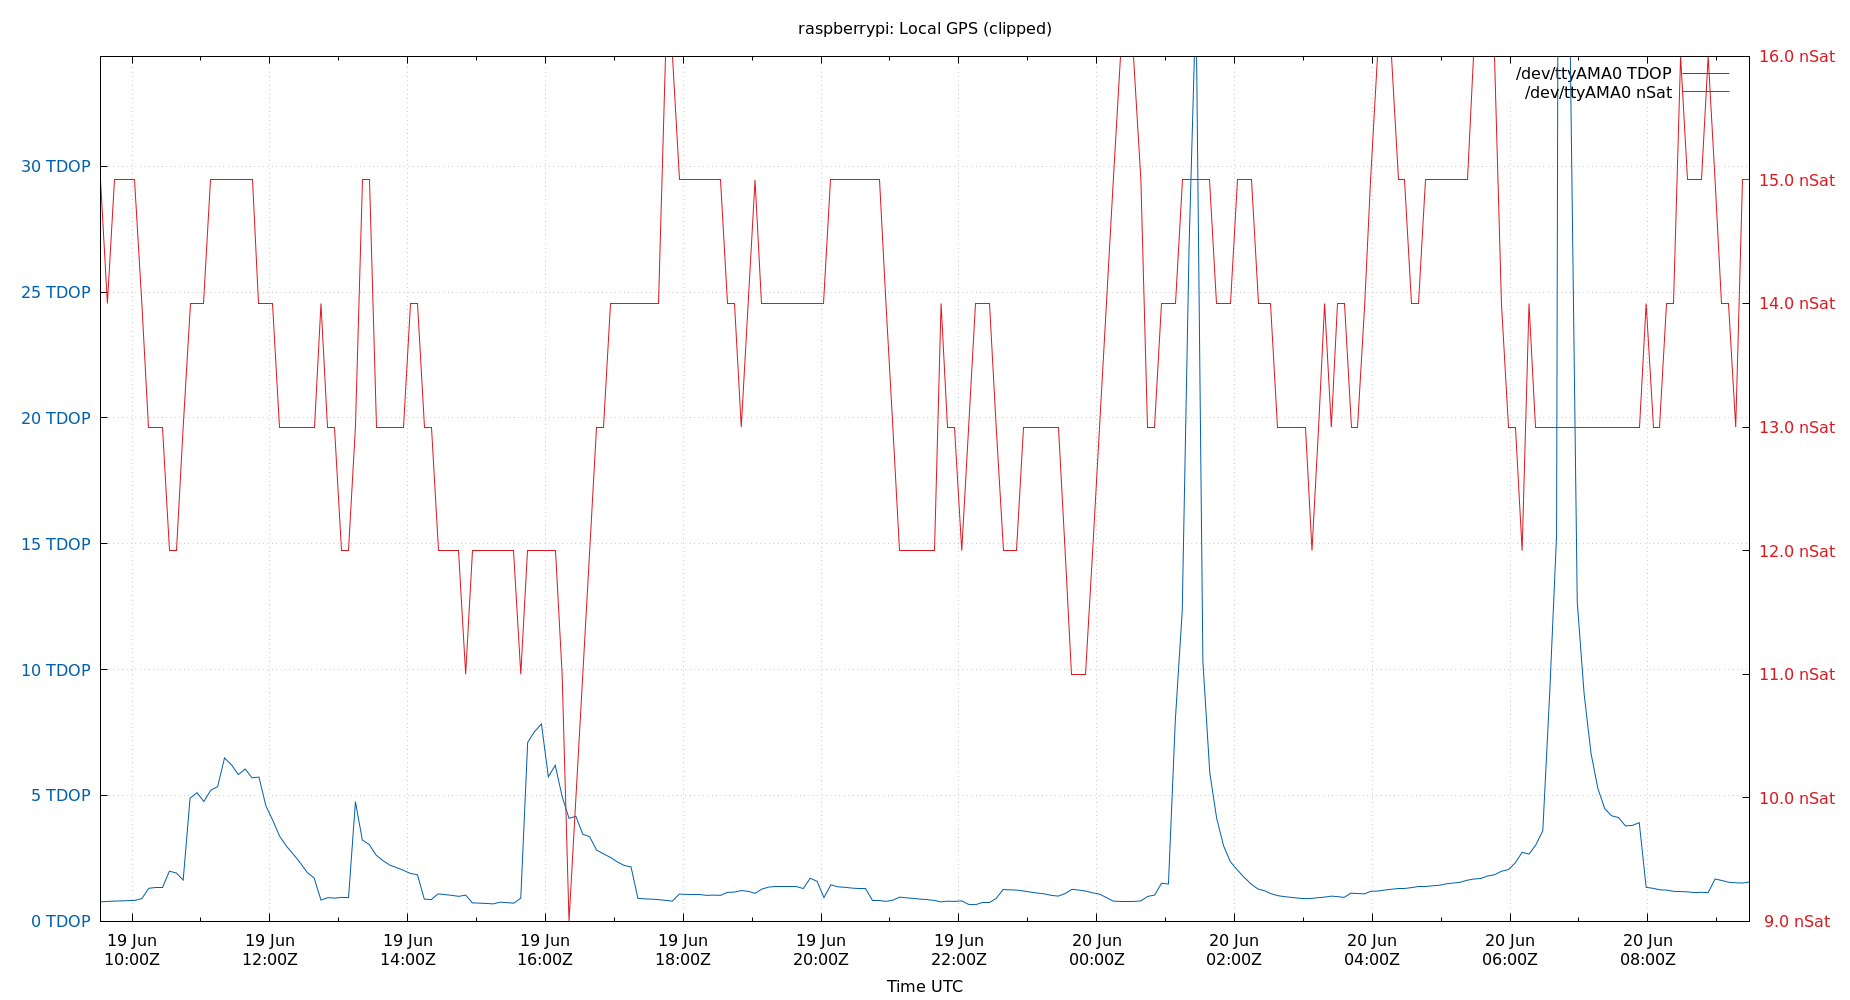 raspberrypi: Local GPS (clipped)
/dev/ttyAMA0 TDOP
/dev/ttyAMA0 nSat
30 TDOP
25 TDOP
20 TDOP
15 TDOP
10 TDOP
5 TDOP
0 TDOP
16.0 nSat
15.0 nSat
14.0 nSat
13.0 nSat
12.0 nSat
11.0 nSat
10.0 nSat
9.0 nSat
19 Jun 19 Jun 19 Jun 19 Jun 19 Jun 19 Jun 19 Jun 20 Jun 20 Jun 20 Jun 20 Jun 20 Jun
10:00Z 12:00Z 14:00Z 16:00Z 18:00Z 20:00Z 22:00Z 00:00Z 02:00Z 04:00Z 06:00Z 08:00Z
Time UTC